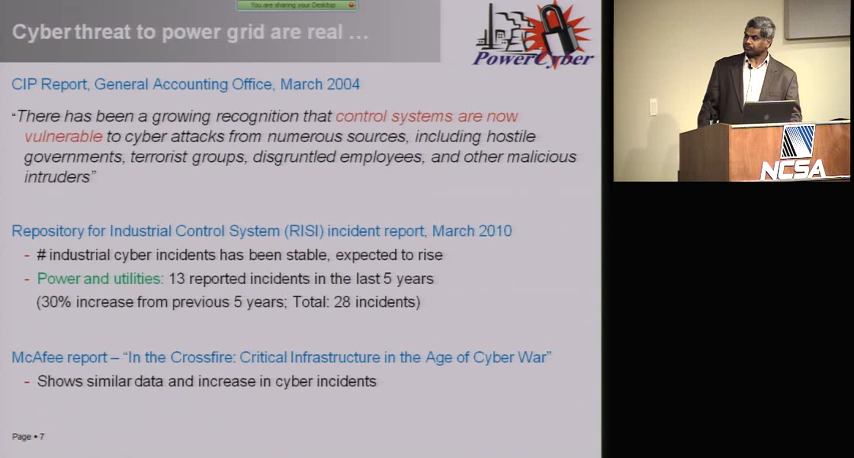 You are sharing your Desktop
Cyber threat to power grid are real …
PowerCyber
CIP Report, General Accounting Office, March 2004
“There has been a growing recognition that control systems are now
vulnerable to cyber attacks from numerous sources, including hostile
governments, terrorist groups, disgruntled employees, and other malicious
intruders”
Repository for Industrial Control System (RISI) incident report, March 2010
- # industrial cyber incidents has been stable, expected to rise
- Power and utilities: 13 reported incidents in the last 5 years
(30% increase from previous 5 years; Total: 28 incidents)
McAfee report – “In the Crossfire: Critical Infrastructure in the Age of Cyber War”
- Shows similar data and increase in cyber incidents
Page ▪ 7
NCSA